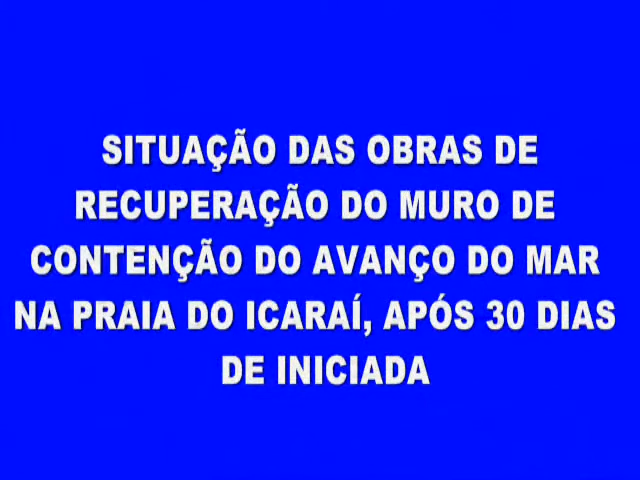 SITUAÇÃO DAS OBRAS DE
RECUPERAÇÃO DO MURO DE
CONTENÇÃO DO AVANÇO DO MAR
NA PRAIA DO ICARAÍ, APÓS 30 DIAS
DE INICIADA